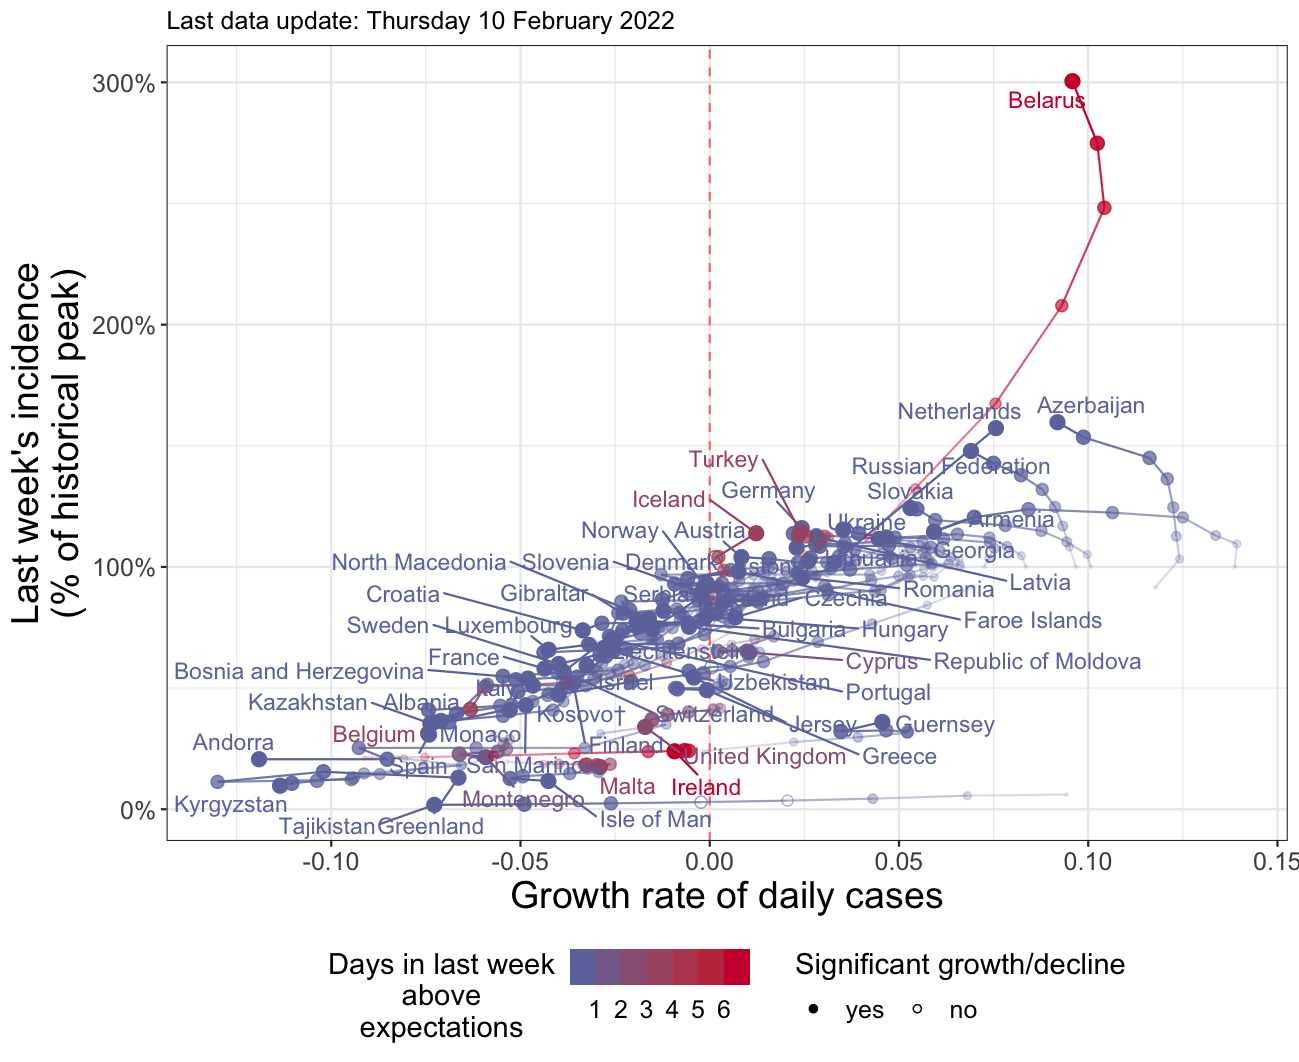 Last data update: Thursday 10 February 2022
Last week's incidence
(% of historical peak)
300%
200%
100%
0%
Belarus
Netherlands
Azerbaijan
Turkey
Russian Federation
Germany
Slovakia
Iceland
Norway
Austria
Ukraine
Armenia
Georgia
North Macedonia
Slovenia
Denmark
Latvia
Croatia
Gibraltar
Serbia
Czechia
Romania
Faroe Islands
Sweden
Luxembourg
Bulgaria
Hungary
France
Liechtenstein
Cyprus
Republic of Moldova
Bosnia and Herzegovina
Italy
Israel
Uzbekistan
Portugal
Kazakhstan
Albania
Kosovo†
Switzerland
Jersey
Guernsey
Belgium
Monaco
Andorra
Finland
United Kingdom
Greece
Spain
San Marino
Malta
Ireland
Kyrgyzstan
Montenegro
Tajikistan
Greenland
Isle of Man
-0.10
-0.05
0.00
0.05
0.10
0.15
Growth rate of daily cases
Days in last week
above
expectations
1 2 3 4 5 6
Significant growth/decline
yes
no